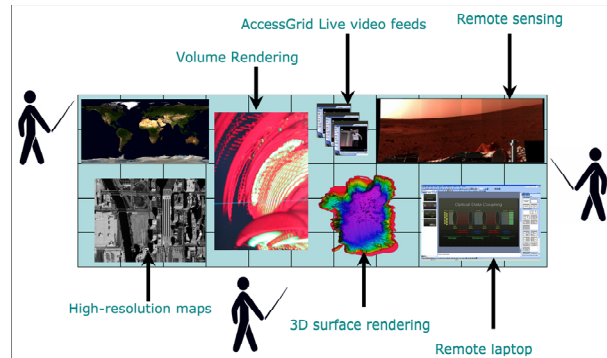 Remote sensing
AccessGrid Live video feeds
Volume Rendering
High-resolution maps
3D surface rendering
Remote laptop